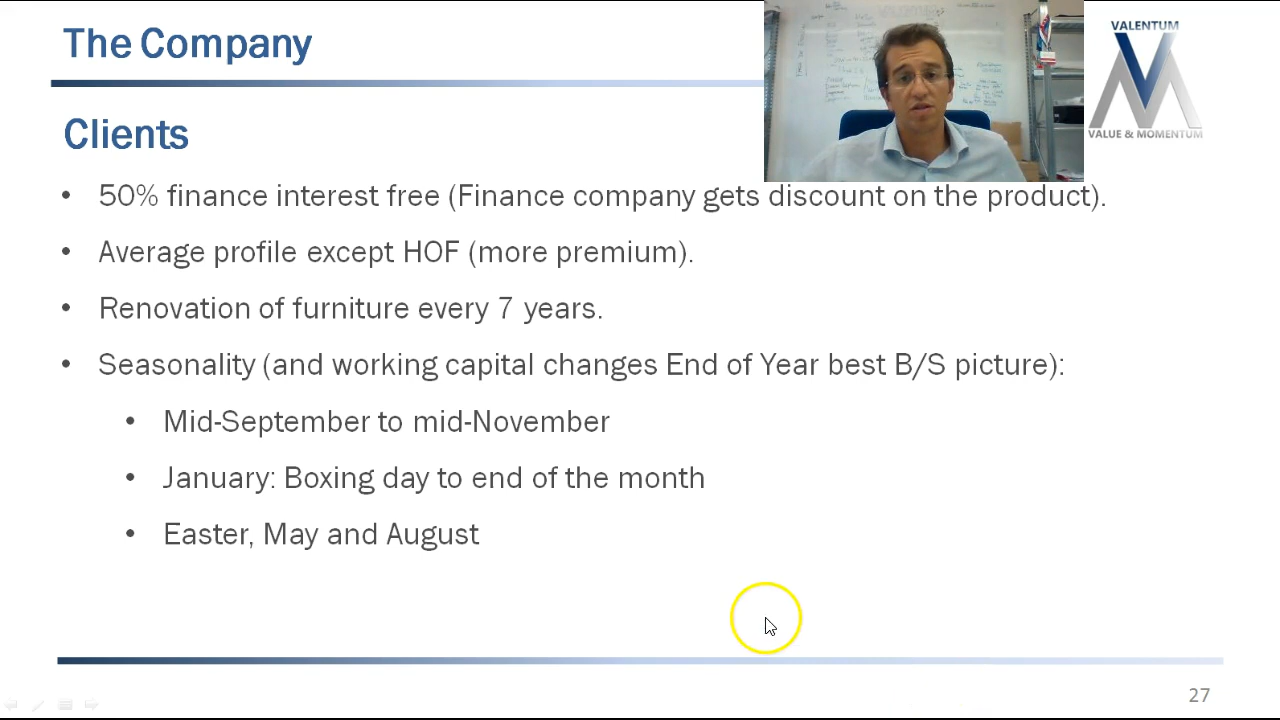 The Company
VALENTUM
VALUE & MOMENTUM
Clients
• 50% finance interest free (Finance company gets discount on the product).
• Average profile except HOF (more premium).
• Renovation of furniture every 7 years.
• Seasonality (and working capital changes End of Year best B/S picture):
• Mid-September to mid-November
• January: Boxing day to end of the month
• Easter, May and August
27